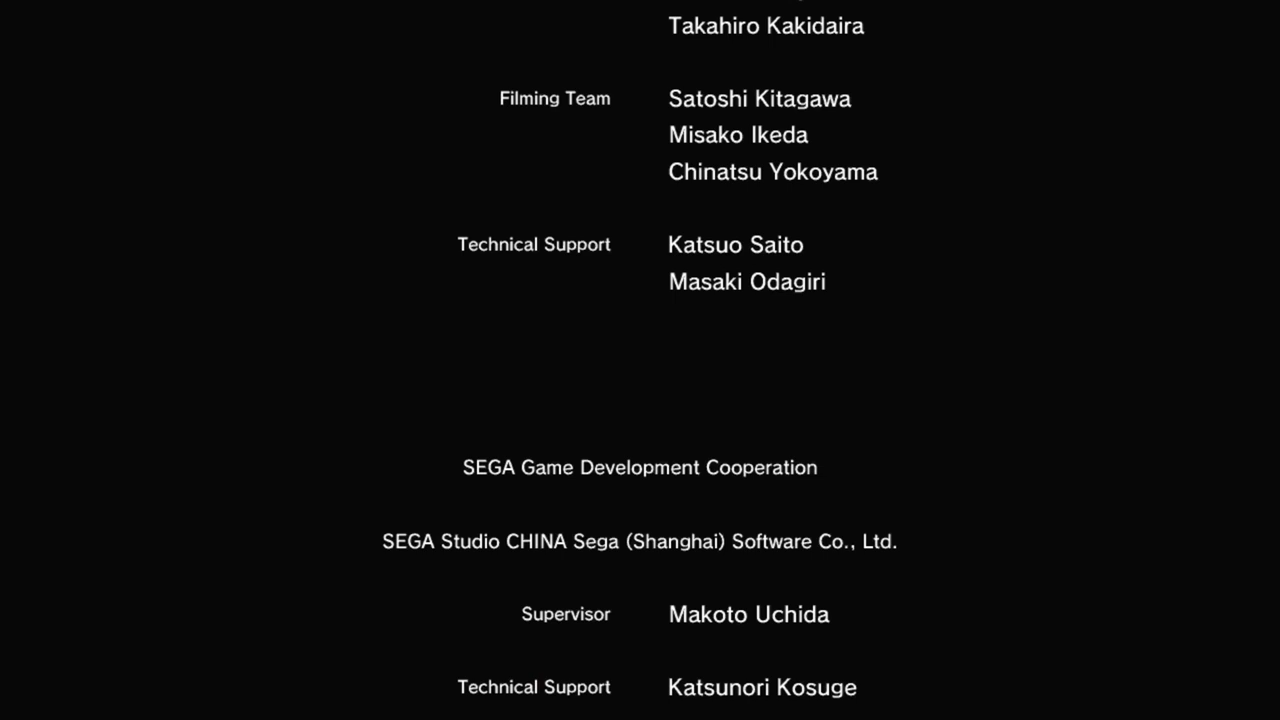 Takahiro Kakidaira
Filming Team Satoshi Kitagawa
Misako Ikeda
Chinatsu Yokoyama
Technical Support Katsuo Saito
Masaki Odagiri
SEGA Game Development Cooperation
SEGA Studio CHINA Sega (Shanghai) Software Co., Ltd.
Supervisor Makoto Uchida
Technical Support Katsunori Kosuge